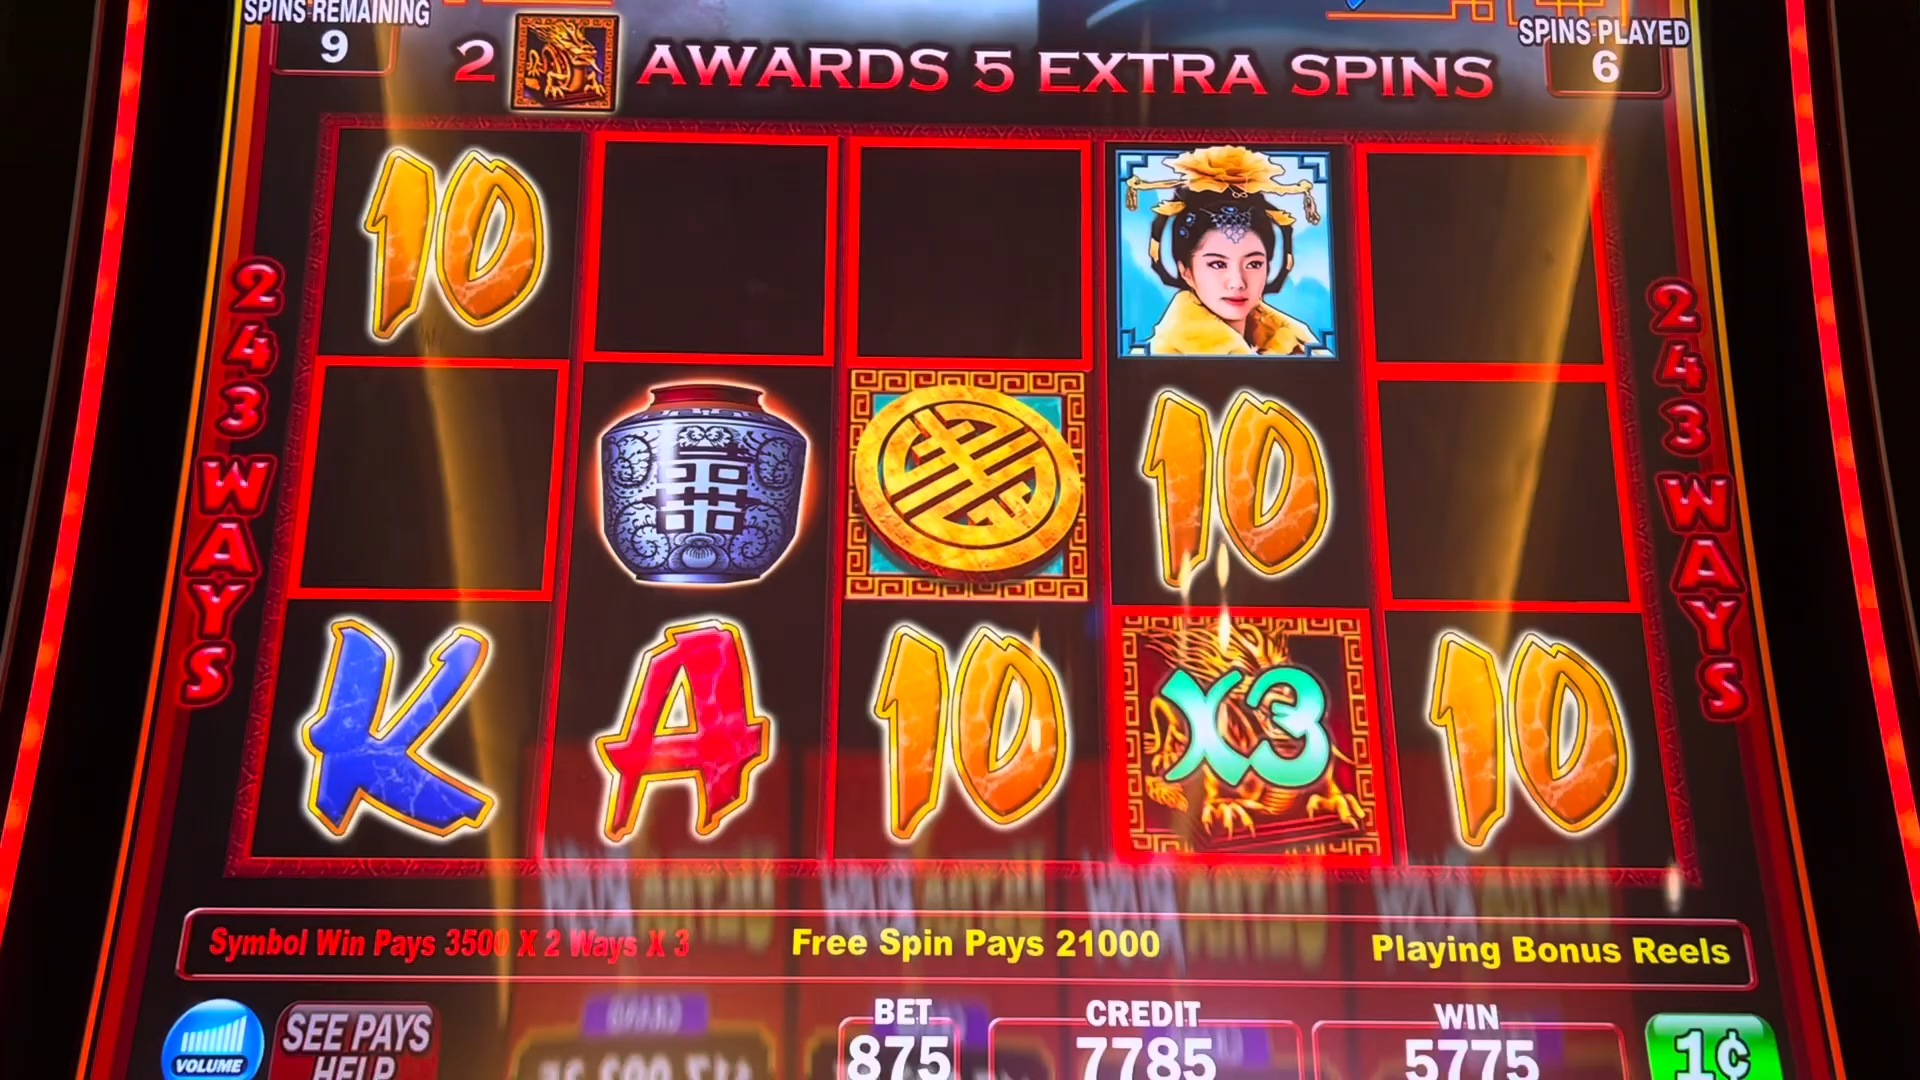 SPINS REMAINING
9
2 AWARDS 5 EXTRA SPINS
SPINS PLAYED
6
243 WAYS
243 WAYS
10
10
K
A
10
X3
10
Symbol Win Pays 3500 X 2 Ways X 3
Free Spin Pays 21000
Playing Bonus Reels
VOLUME
SEE PAYS
HELP
BET
875
CREDIT
7785
WIN
5775
1¢